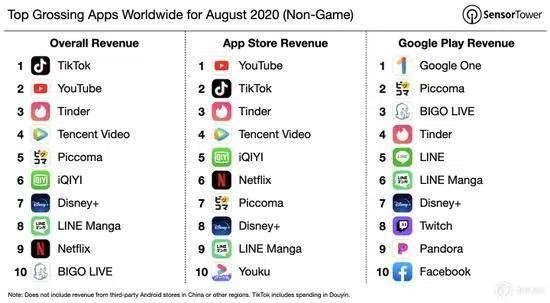 Top Grossing Apps Worldwide for August 2020 (Non-Game)
SensorTower
Overall Revenue
1 TikTok
2 YouTube
3 Tinder
4 Tencent Video
5 Piccoma
6 iQIYI
7 Disney+
8 LINE Manga
9 Netflix
10 BIGO LIVE
App Store Revenue
1 YouTube
2 TikTok
3 Tinder
4 Tencent Video
5 iQIYI
6 Netflix
7 Piccoma
8 Disney+
9 LINE Manga
10 Youku
Google Play Revenue
1 Google One
2 Piccoma
3 BIGO LIVE
4 Tinder
5 LINE
6 LINE Manga
7 Disney+
8 Twitch
9 Pandora
10 Facebook
Note: Does not include revenue from third-party Android stores in China or other regions. TikTok includes spending in Douyin.